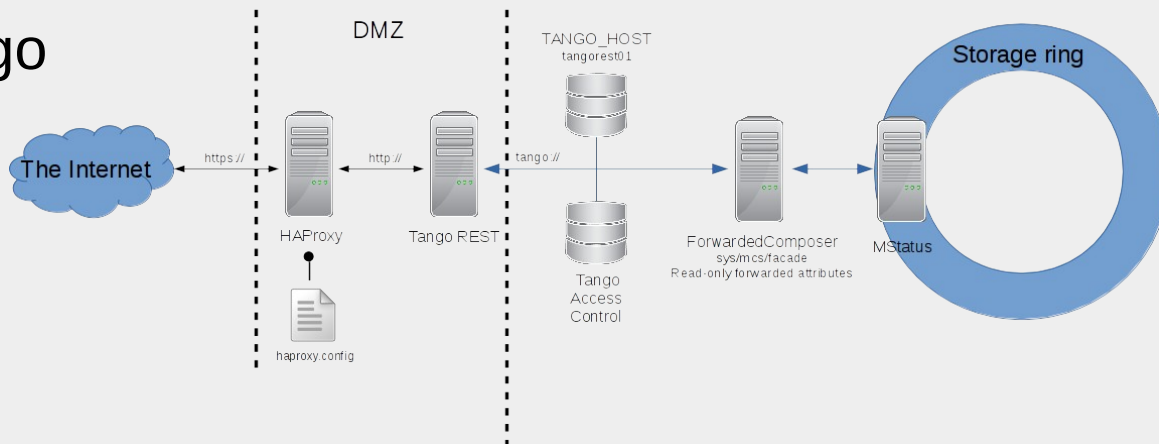 go
DMZ
The Internet
https://
HAProxy
haproxy.config
http://
Tango REST
tango://
TANGO_HOST
tangorest01
Tango
Access
Control
ForwardedComposer
sys/mcs/facade
Read-only forwarded attributes
MStatus
Storage ring